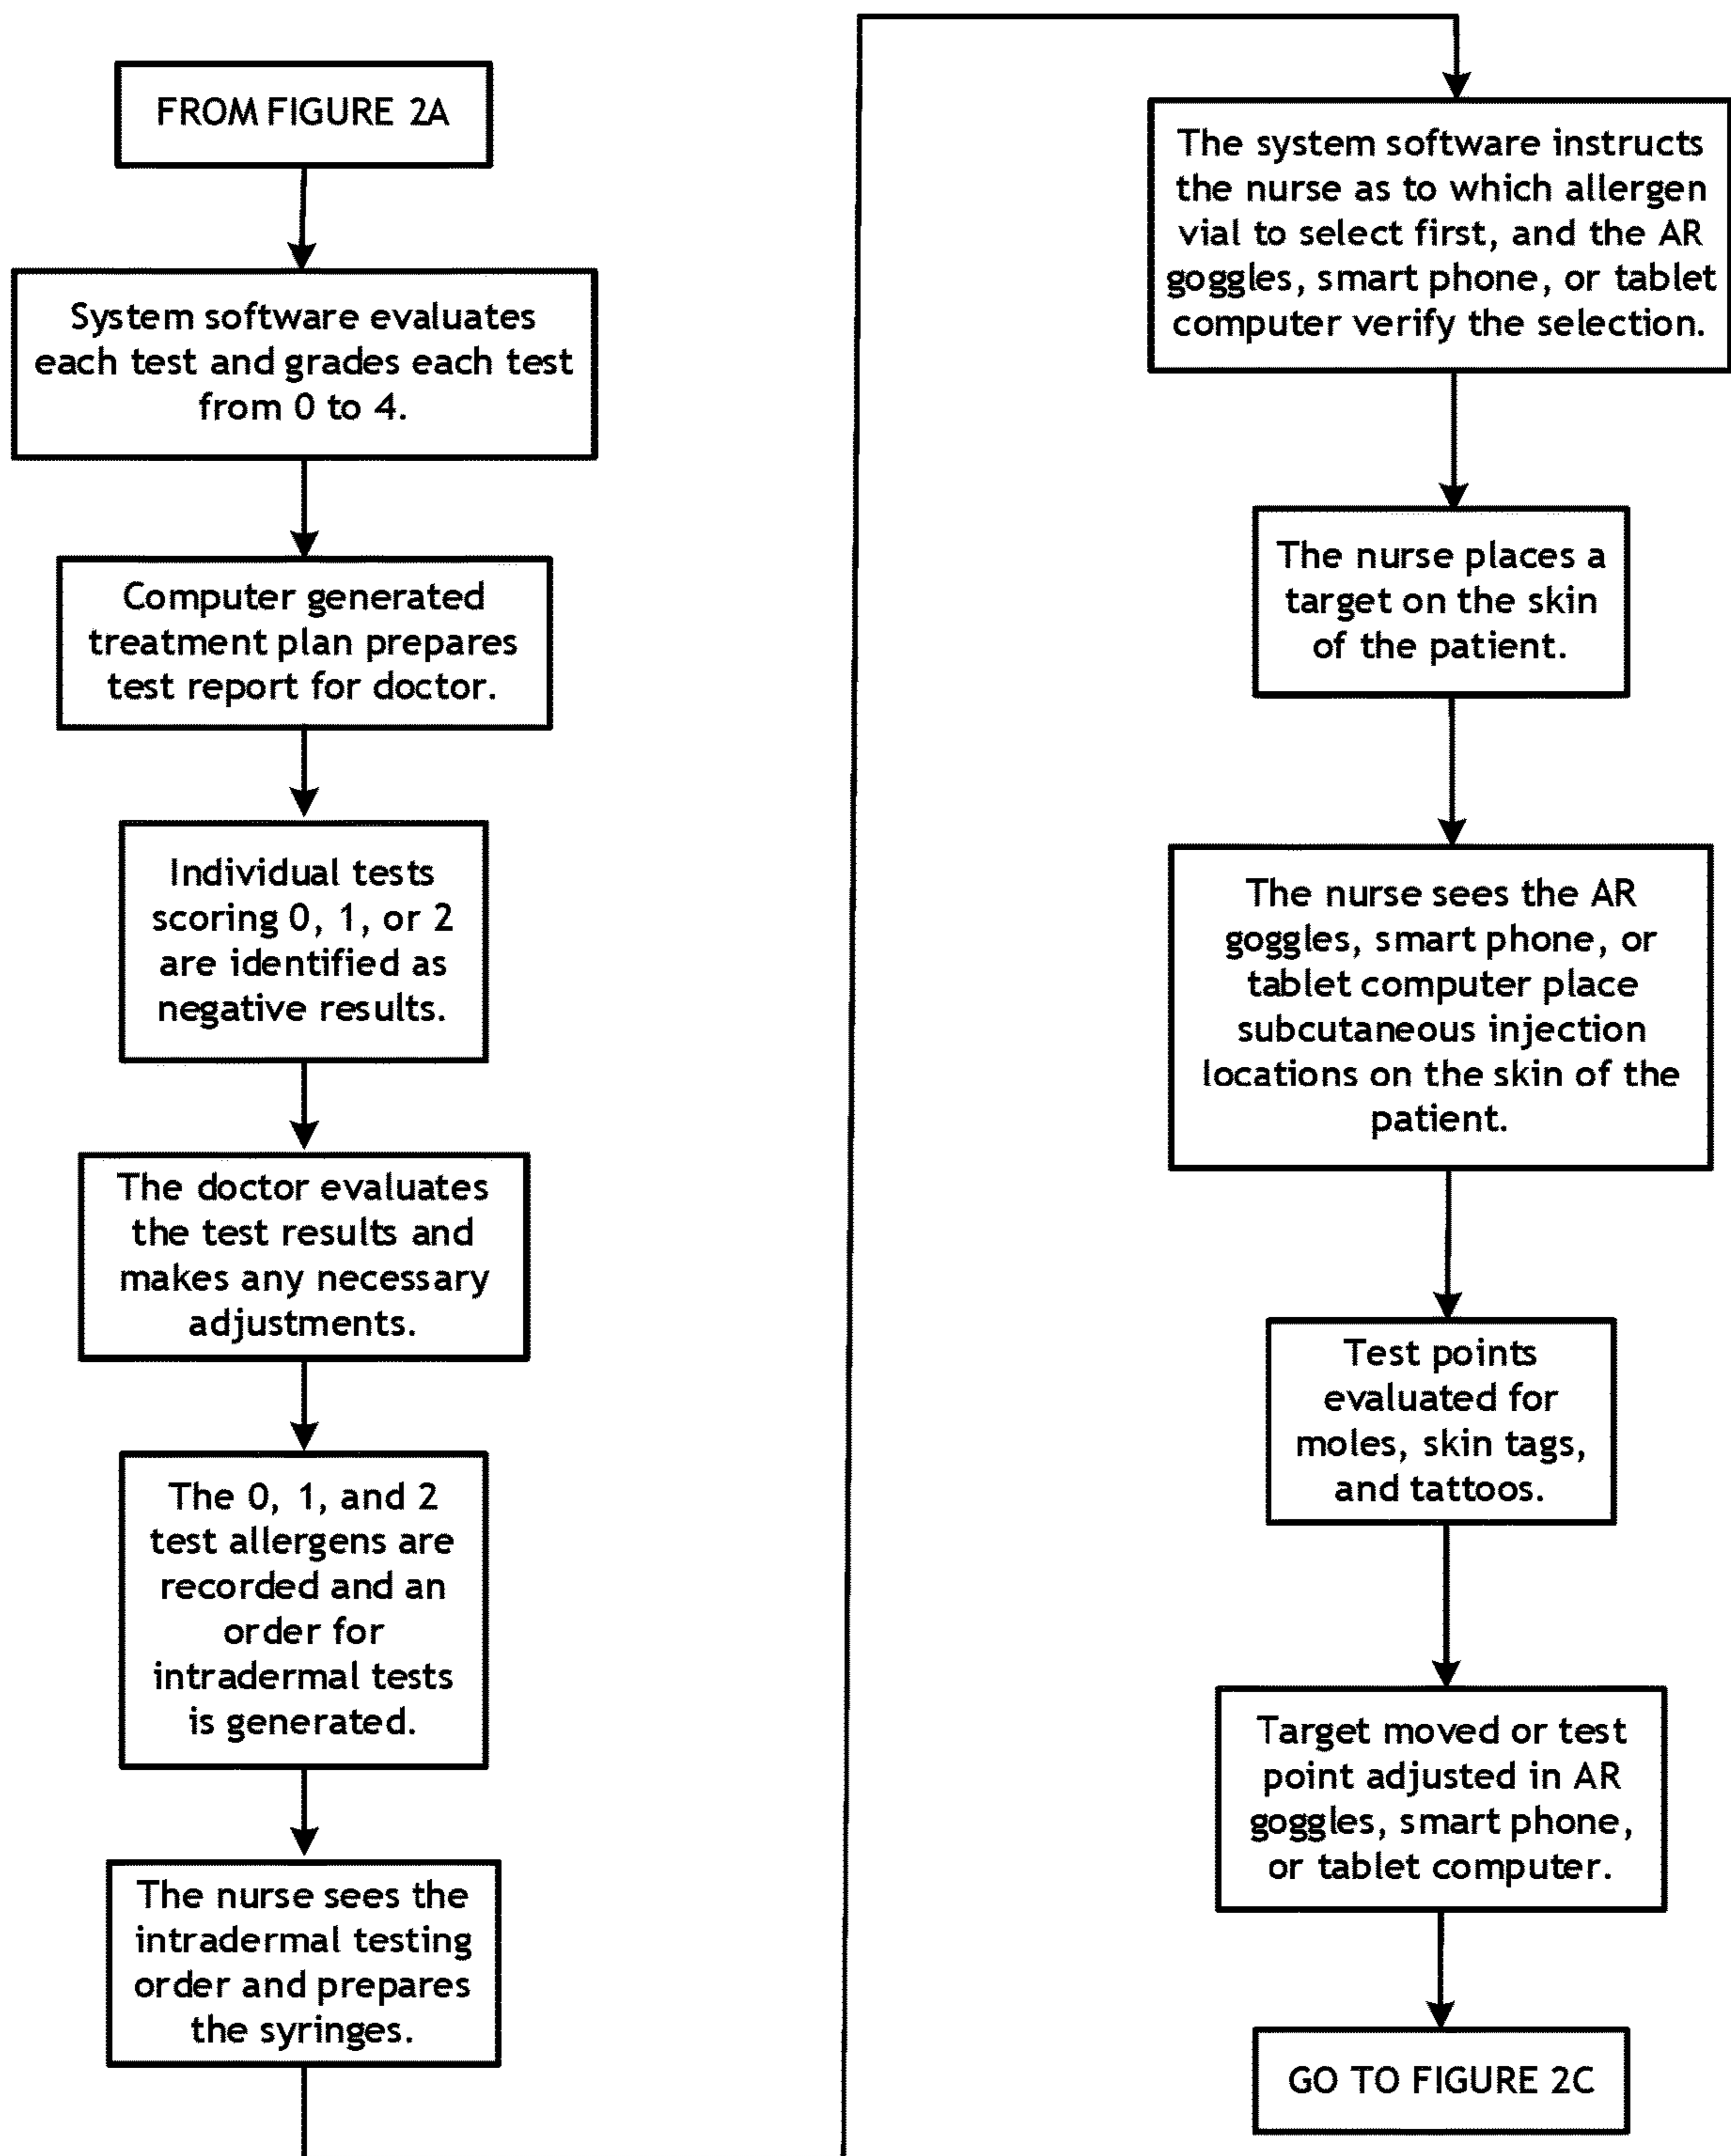 FROM FIGURE 2A
System software evaluates
each test and grades each test
from 0 to 4.
Computer generated
treatment plan prepares
test report for doctor.
Individual tests
scoring 0, 1, or 2
are identified as
negative results.
The doctor evaluates
the test results and
makes any necessary
adjustments.
The 0, 1, and 2
test allergens are
recorded and an
order for
intradermal tests
is generated.
The nurse sees the
intradermal testing
order and prepares
the syringes.
The system software instructs
the nurse as to which allergen
vial to select first, and the AR
goggles, smart phone, or tablet
computer verify the selection.
The nurse places a
target on the skin
of the patient.
The nurse sees the AR
goggles, smart phone, or
tablet computer place
subcutaneous injection
locations on the skin of the
patient.
Test points
evaluated for
moles, skin tags,
and tattoos.
Target moved or test
point adjusted in AR
goggles, smart phone,
or tablet computer.
GO TO FIGURE 2C